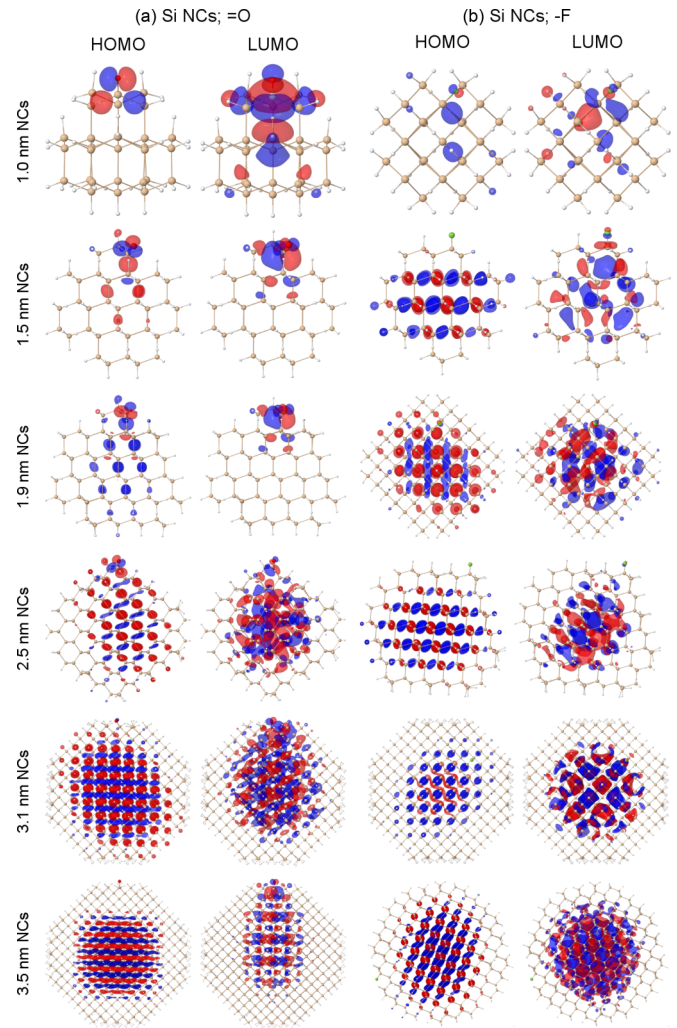 (a) Si NCs; =O
(b) Si NCs; -F
HOMO
LUMO
HOMO
LUMO
1.0 nm NCs
1.5 nm NCs
1.9 nm NCs
2.5 nm NCs
3.1 nm NCs
3.5 nm NCs